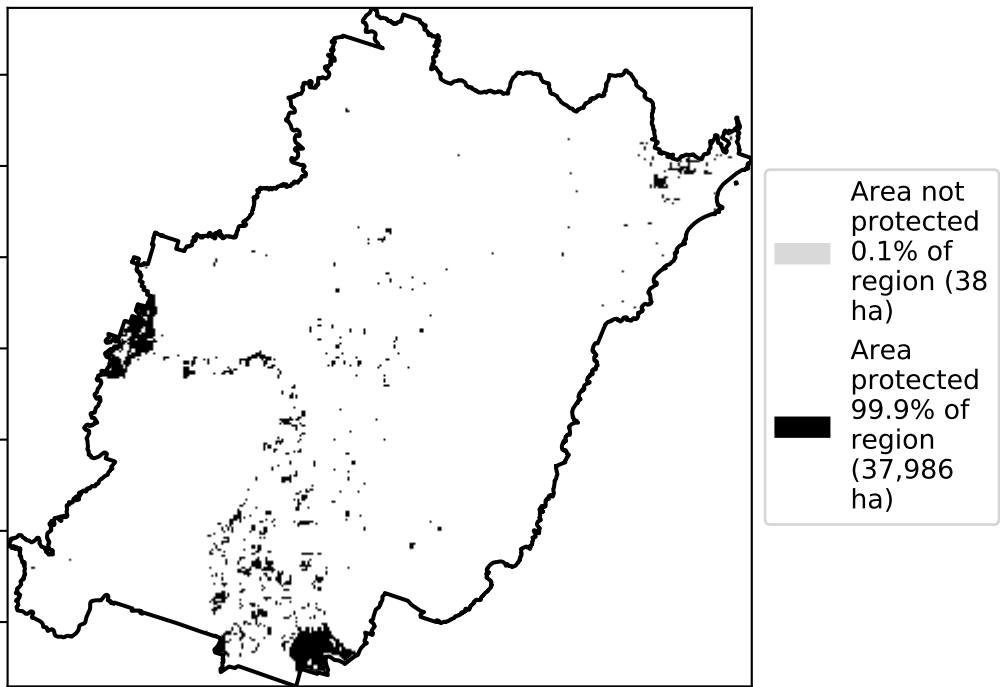 Area not
protected
0.1% of
region (38
ha)
Area
protected
99.9% of
region
(37,986
ha)